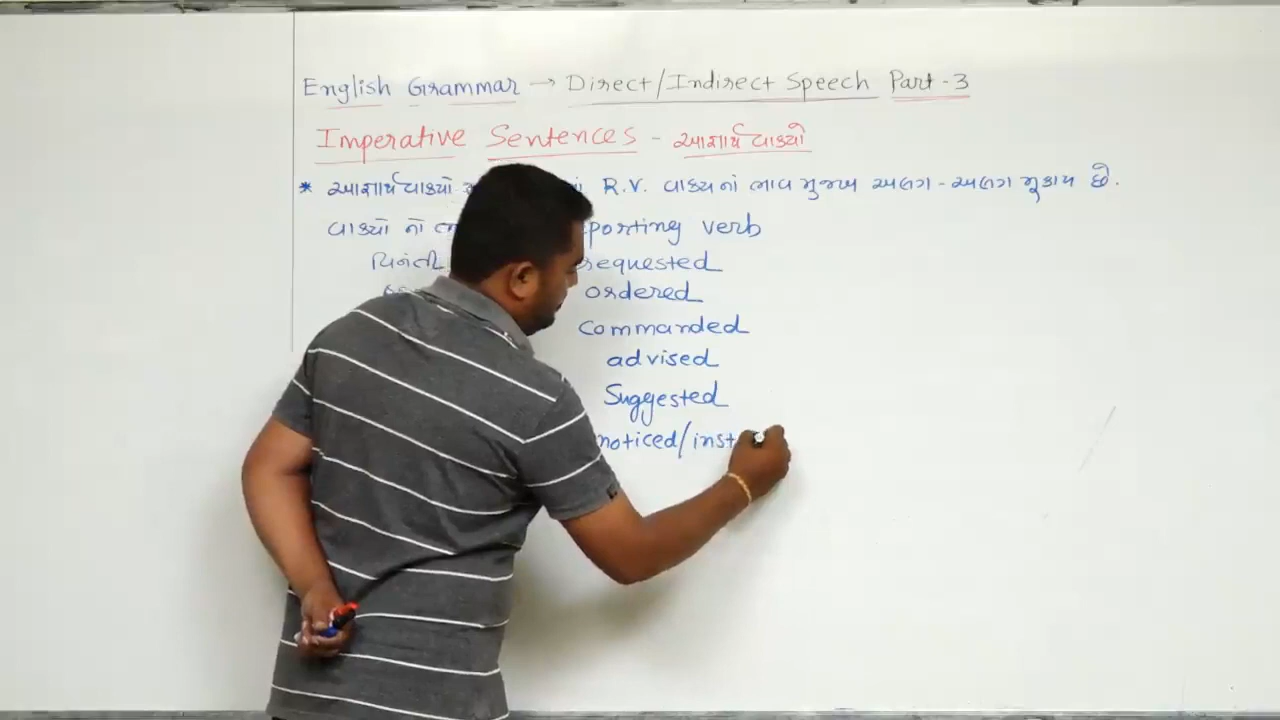 English Grammar → Direct/Indirect Speech Part-3
Imperative Sentences - આજ્ઞાર્થ વાક્યો
* આજ્ઞાર્થ વાક્યો R.V. વાક્યનાં ભાવ મુજબ અલગ-અલગ મૂકાય છે.
વાક્યો નો porting verb
વિનંતી requested
ordered
Commanded
advised
Suggested
noticed/inst